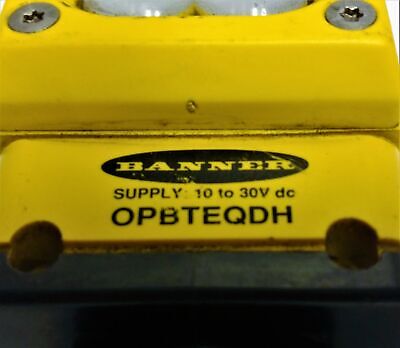 BANNER
SUPPLY: 10 to 30V dc
OPBTEQDH